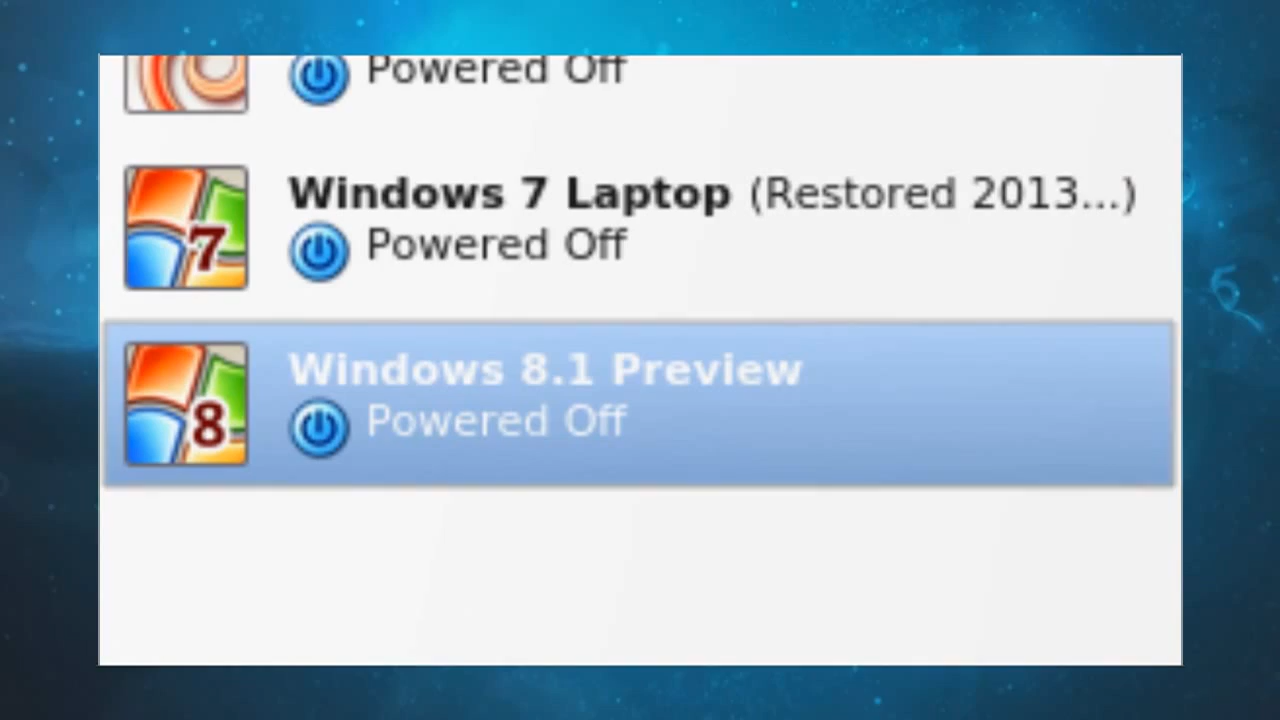 Powered Off
Windows 7 Laptop (Restored 2013...)
7
Powered Off
Windows 8.1 Preview
8
Powered Off